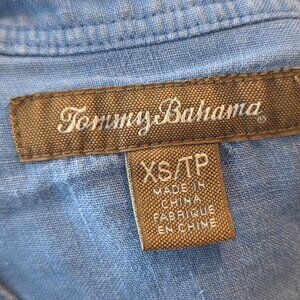 Tommy Bahama®
XS/TP
MADE IN
CHINA
FABRIQUE
EN CHINE